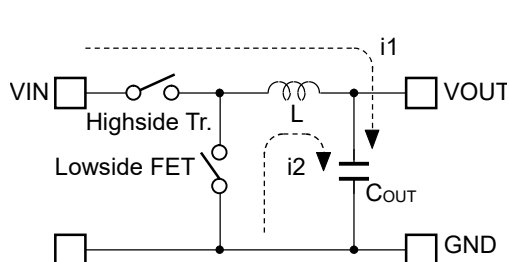 i1
VIN
VOUT
Highside Tr.
L
Lowside FET
i2
COUT
GND